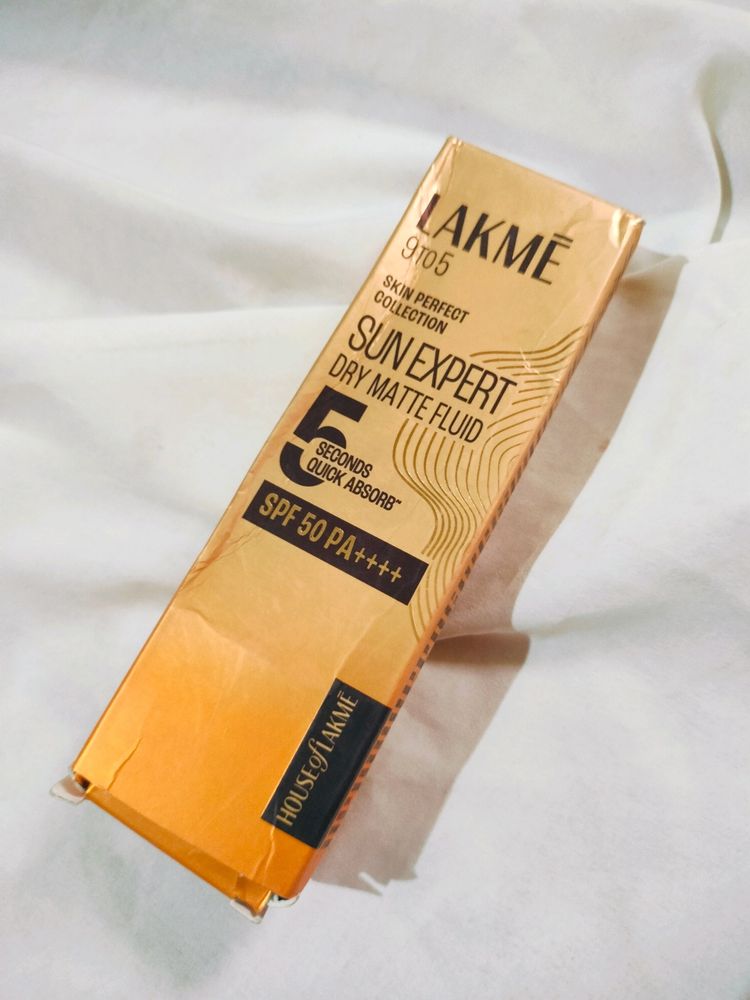 LAKMĒ
9TO5
SKIN PERFECT
COLLECTION
SUN EXPERT
DRY MATTE FLUID
5
SECONDS
QUICK ABSORB™
SPF 50 PA++++
HOUSE of LAKMĒ